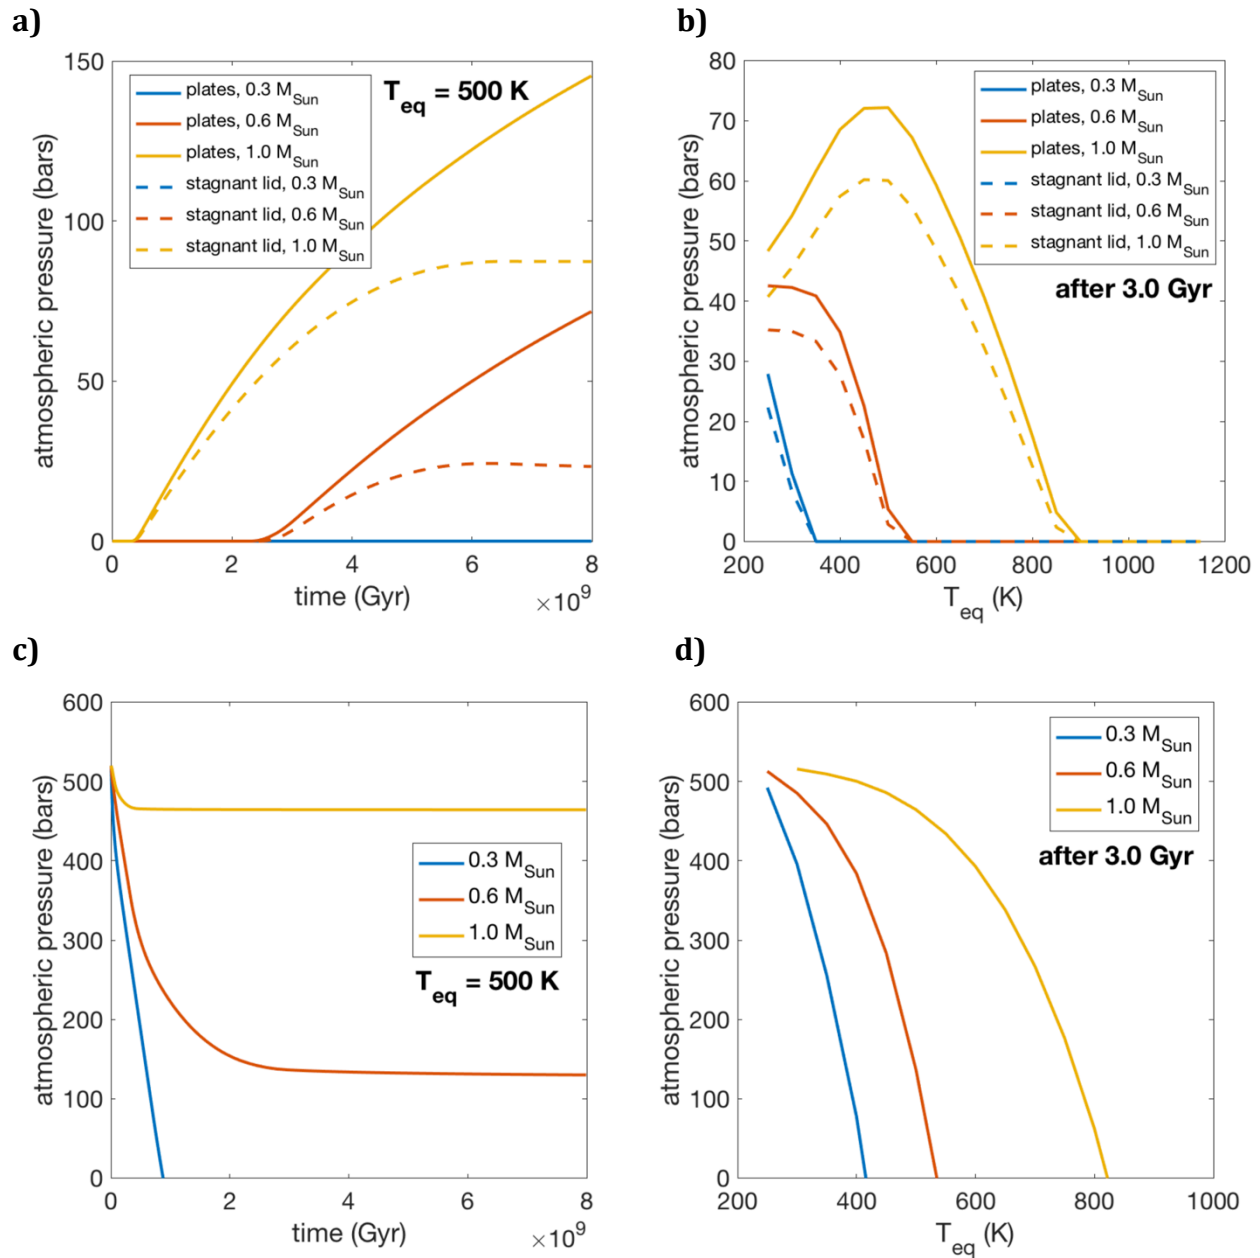 a)
150
100
50
0
atmospheric pressure (bars)
plates, 0.3 M_Sun
plates, 0.6 M_Sun
plates, 1.0 M_Sun
stagnant lid, 0.3 M_Sun
stagnant lid, 0.6 M_Sun
stagnant lid, 1.0 M_Sun
T_eq = 500 K
0 2 4 6 8
time (Gyr)
×10^9
b)
80
70
60
50
40
30
20
10
0
atmospheric pressure (bars)
plates, 0.3 M_Sun
plates, 0.6 M_Sun
plates, 1.0 M_Sun
stagnant lid, 0.3 M_Sun
stagnant lid, 0.6 M_Sun
stagnant lid, 1.0 M_Sun
after 3.0 Gyr
200 400 600 800 1000 1200
T_eq (K)
c)
600
500
400
300
200
100
0
atmospheric pressure (bars)
0.3 M_Sun
0.6 M_Sun
1.0 M_Sun
T_eq = 500 K
0 2 4 6 8
time (Gyr)
×10^9
d)
600
500
400
300
200
100
0
atmospheric pressure (bars)
0.3 M_Sun
0.6 M_Sun
1.0 M_Sun
after 3.0 Gyr
200 400 600 800 1000
T_eq (K)